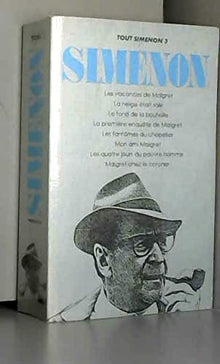 TOUT SIMENON 3
SIMENON
Les vacances de Maigret
La neige était sale
Le fond de la bouteille
La première enquête de Maigret
Les fantômes du chapelier
Mon ami Maigret
Les quatre jours du pauvre homme
Maigret chez le coroner
SIMENON